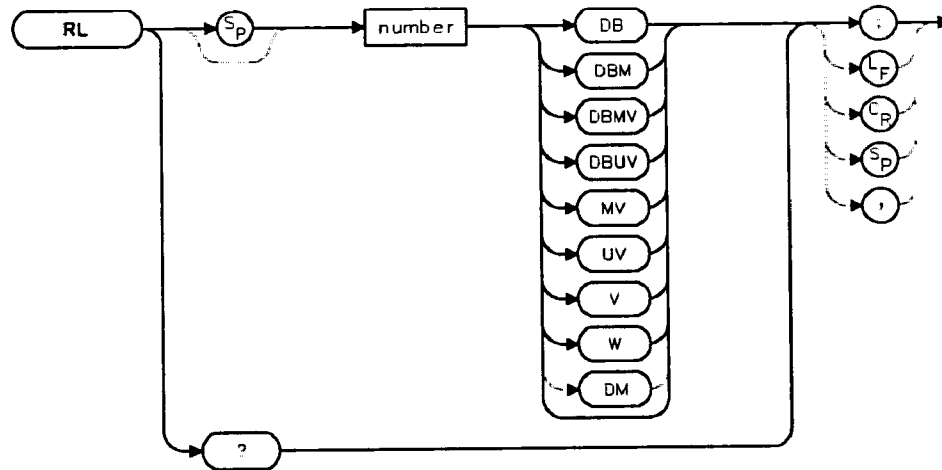 RL
SP
number
DB
DBM
DBMV
DBUV
MV
UV
V
W
DM
?
;
LF
CR
SP
,